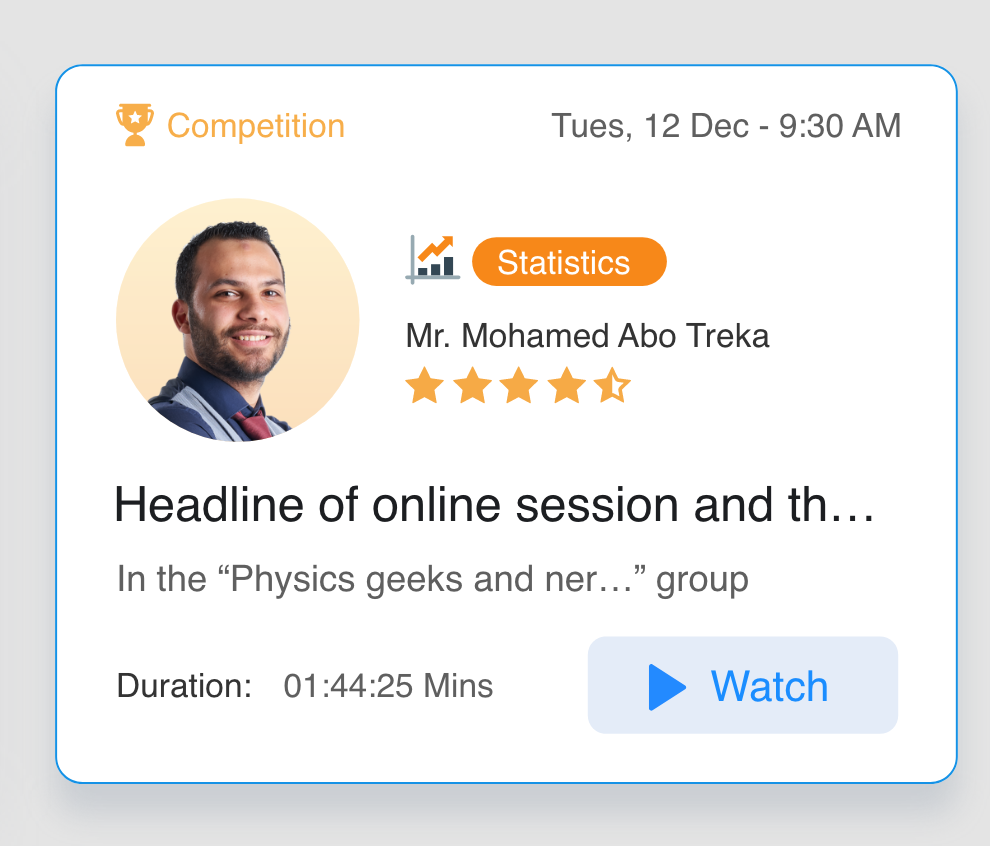 Competition
Tues, 12 Dec - 9:30 AM
Statistics
Mr. Mohamed Abo Treka
Headline of online session and th…
In the “Physics geeks and ner…” group
Duration: 01:44:25 Mins
Watch